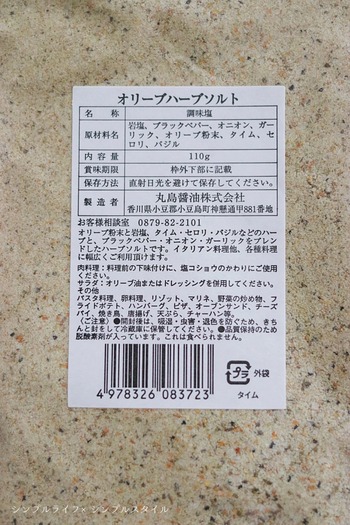 オリーブハーブソルト
名 称 調味塩
原材料名 岩塩、ブラックペパー、オニオン、ガー
リック、オリーブ粉末、タイム、セ
ロリ、バジル
内 容 量 110g
賞味期限 枠外下部に記載
保存方法 直射日光を避けて保存してください。
製 造 者 丸島醤油株式会社
香川県小豆郡小豆島町神懸通甲881番地
お客様相談室 0879-82-2101
オリーブ粉末と岩塩、タイム・セロリ・バジルなどのハー
ブと、ブラックペパー・オニオン・ガーリックをブレン
ドしたハーブソルトです。イタリアン料理他、各種料理
に幅広くご利用頂けます。
肉料理:料理前の下味付けに、塩コショウのかわりにご使用
ください。
サラダ:オリーブ油またはドレッシングを併用してください。
その他
パスタ料理、卵料理、リゾット、マリネ、野菜の炒め物、フ
ライドポテト、ハンバーグ、ピザ、オープンサンド、チーズ
パイ、焼き鳥、唐揚げ、天ぷら、チャーハン等。
(ご注意)●開封後は、吸湿・虫害・退色を防ぐため、きち
んと封をして冷蔵庫に保管してください。●品質保持のため
脱酸素剤が入っています。これは食べられません。
4 978326 083723
プラ 外袋
タイム
シンプルライフ×シンプルスタイル